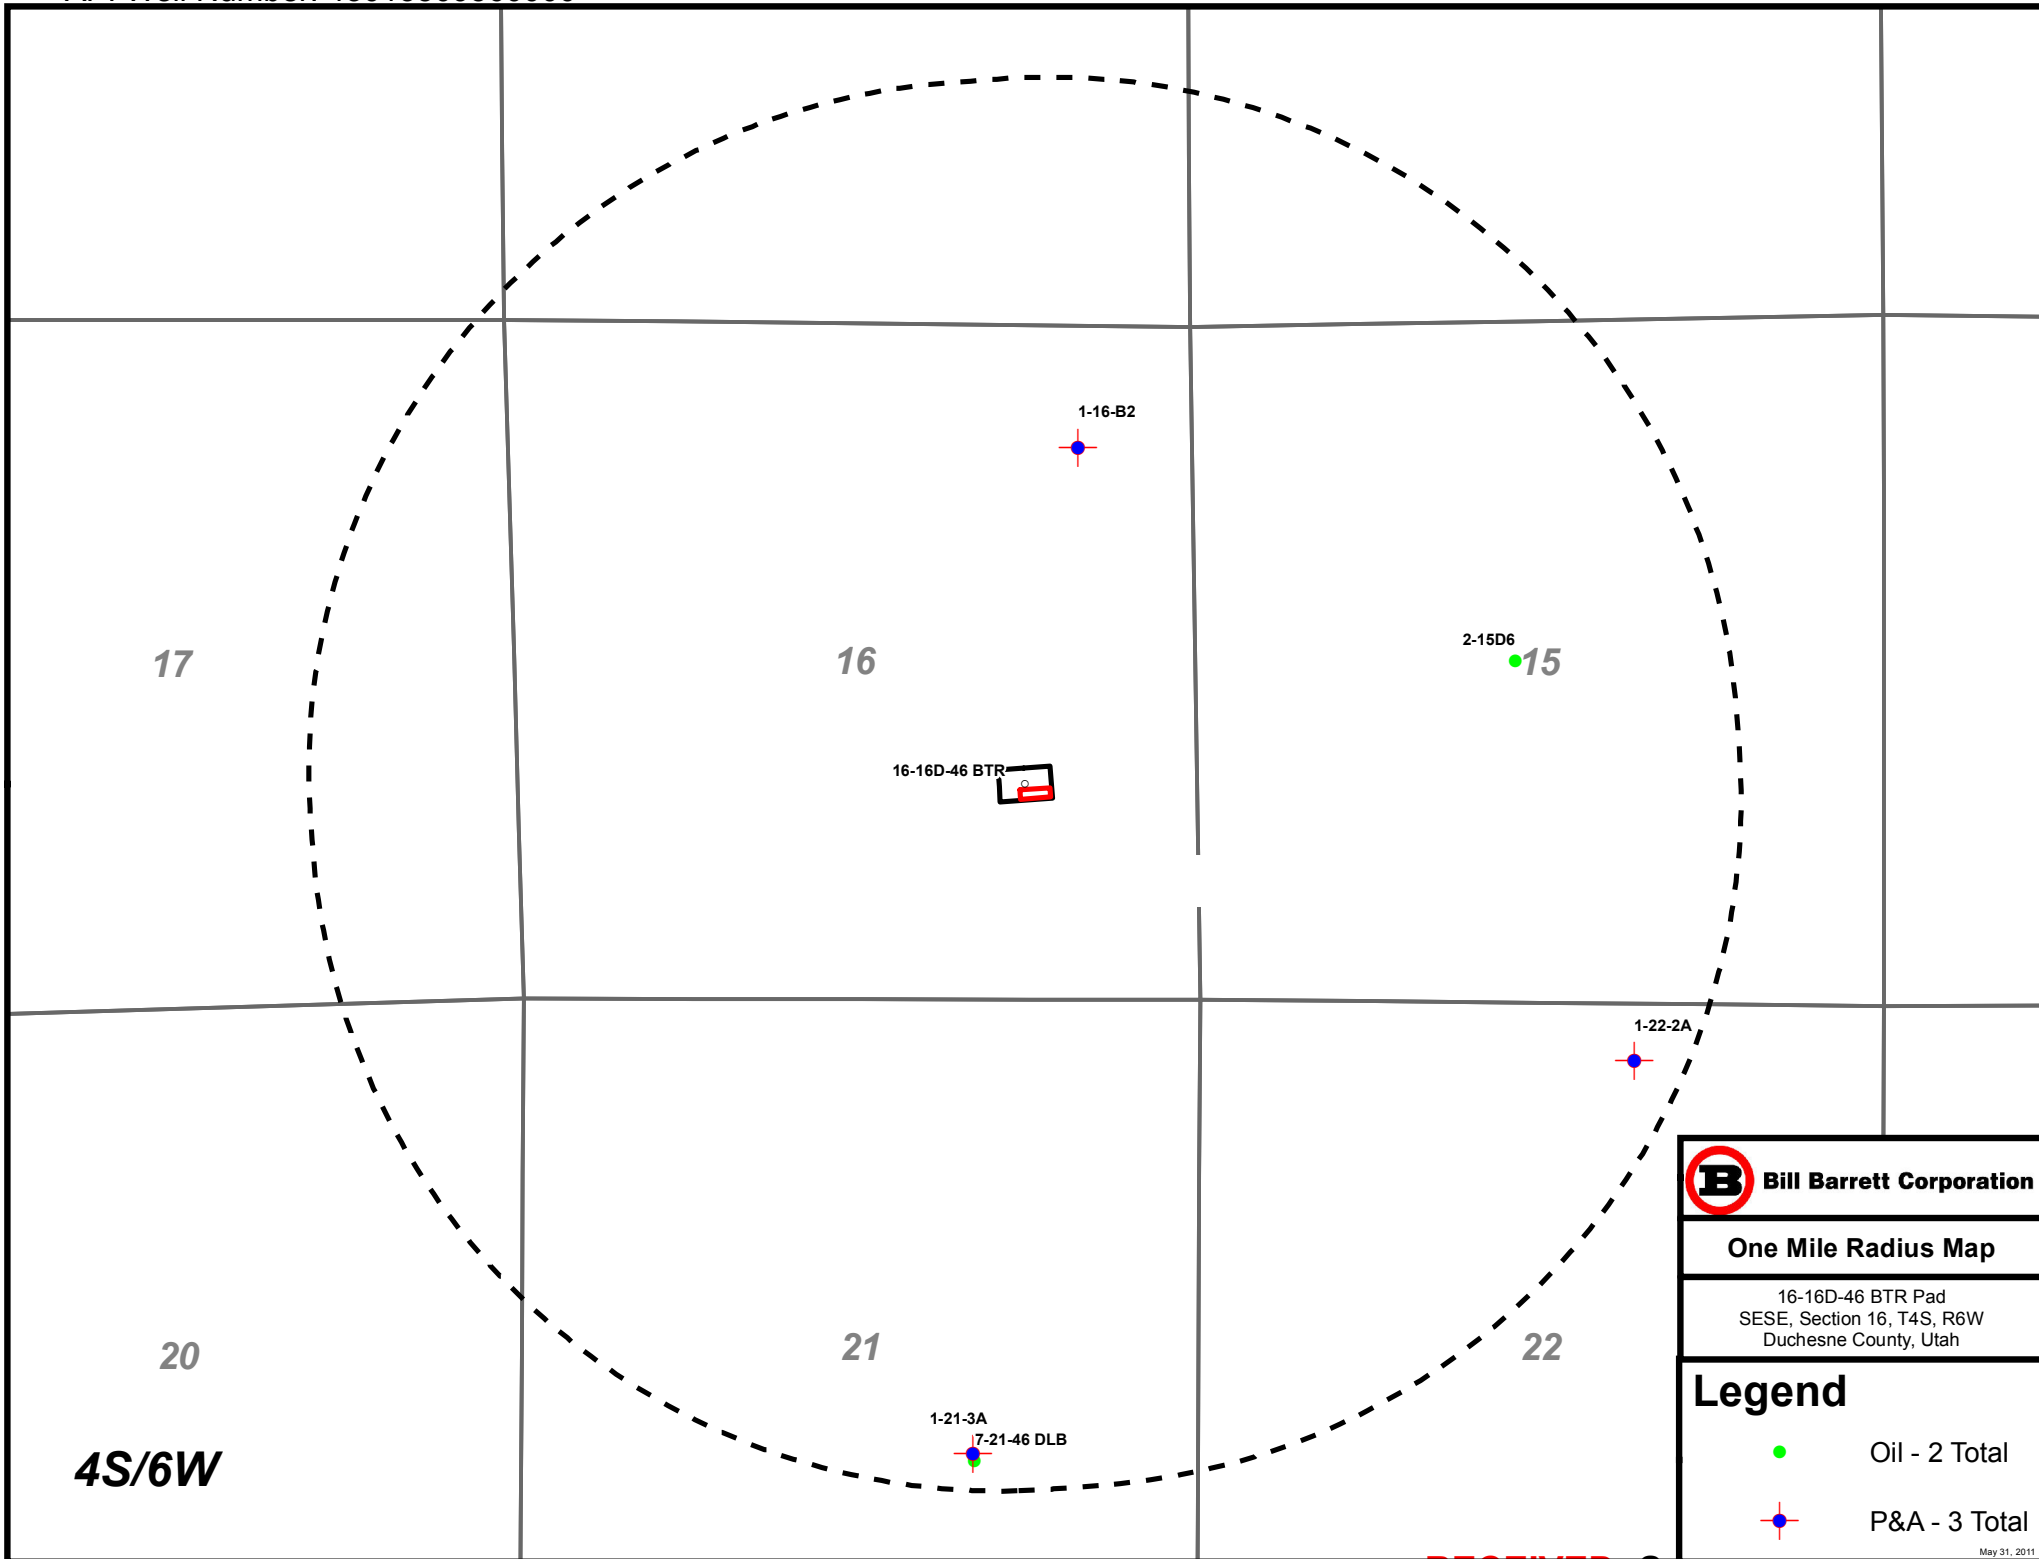 1-16-B2
2-15D6
17
16
15
16-16D-46 BTR
1-22-2A
B Bill Barrett Corporation
One Mile Radius Map
16-16D-46 BTR Pad
SESE, Section 16, T4S, R6W
Duchesne County, Utah
20
21
22
Legend
1-21-3A
7-21-46 DLB
Oil - 2 Total
4S/6W
P&A - 3 Total
May 31, 2011